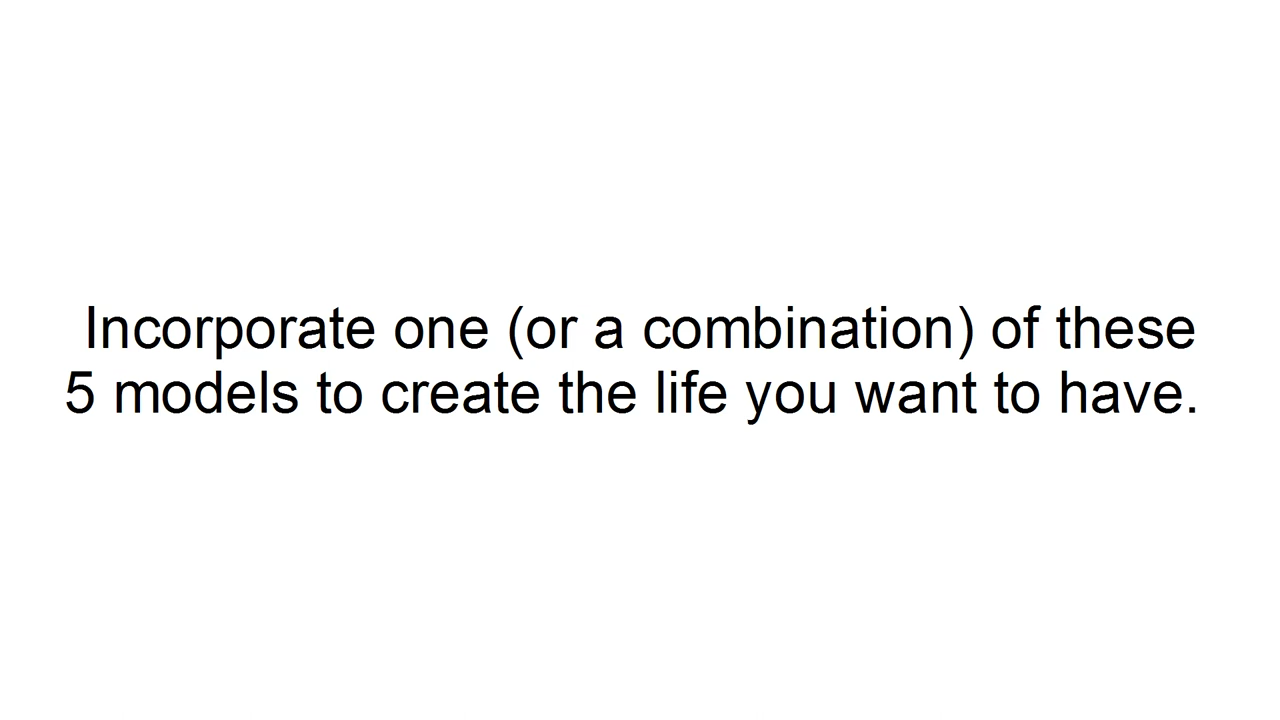 Incorporate one (or a combination) of these
5 models to create the life you want to have.